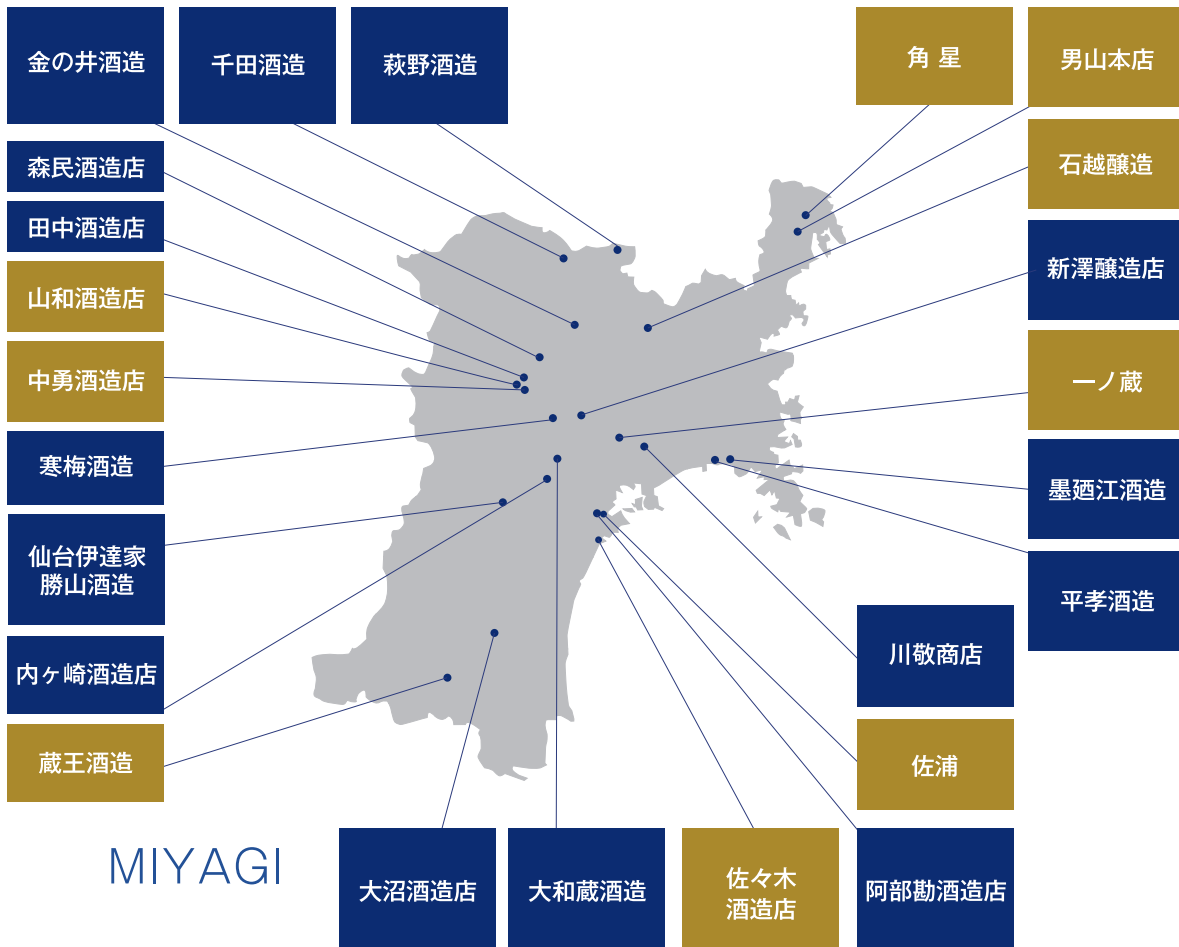 金の井酒造
千田酒造
萩野酒造
角 星
男山本店
森民酒造店
石越醸造
田中酒造店
新澤醸造店
山和酒造店
中勇酒造店
一ノ蔵
寒梅酒造
墨廼江酒造
仙台伊達家
勝山酒造
平孝酒造
内ヶ崎酒造店
川敬商店
蔵王酒造
佐浦
MIYAGI
大沼酒造店
大和蔵酒造
佐々木
酒造店
阿部勘酒造店